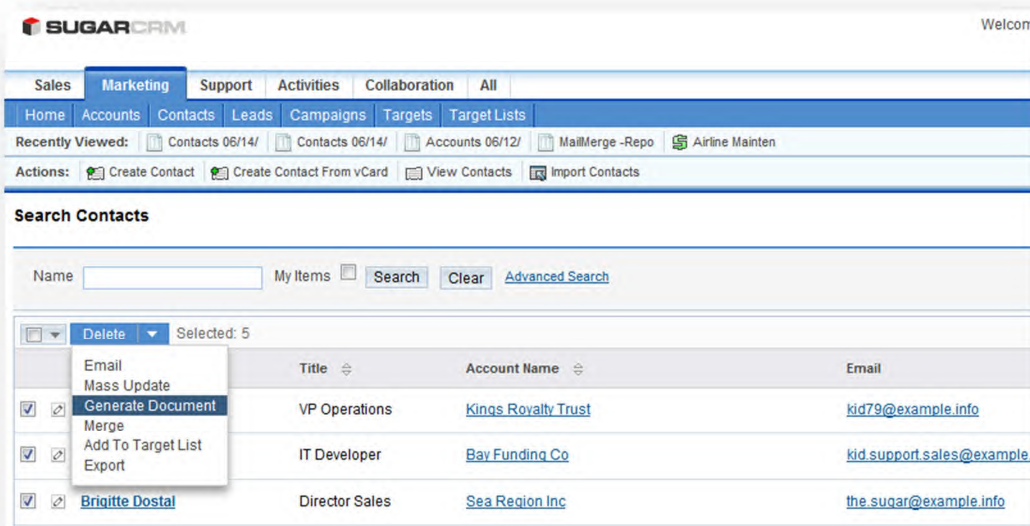 SUGARCRM
Welcom
Sales Marketing Support Activities Collaboration All
Home Accounts Contacts Leads Campaigns Targets Target Lists
Recently Viewed: Contacts 06/14/ Contacts 06/14/ Accounts 06/12/ MailMerge -Repo Airline Mainten
Actions: Create Contact Create Contact From vCard View Contacts Import Contacts
Search Contacts
Name My Items Search Clear Advanced Search
Delete Selected: 5
Email
Mass Update
Generate Document
Merge
Add To Target List
Export
Title Account Name Email
VP Operations Kings Royalty Trust kid79@example.info
IT Developer Bay Funding Co kid.support.sales@example.
Brigitte Dostal Director Sales Sea Region Inc the.sugar@example.info